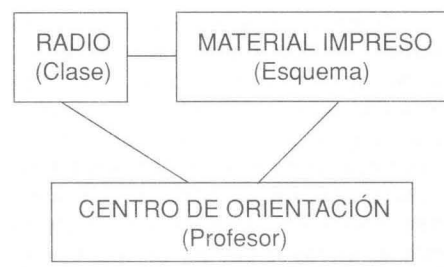 RADIO
(Clase)
MATERIAL IMPRESO
(Esquema)
CENTRO DE ORIENTACIÓN
(Profesor)